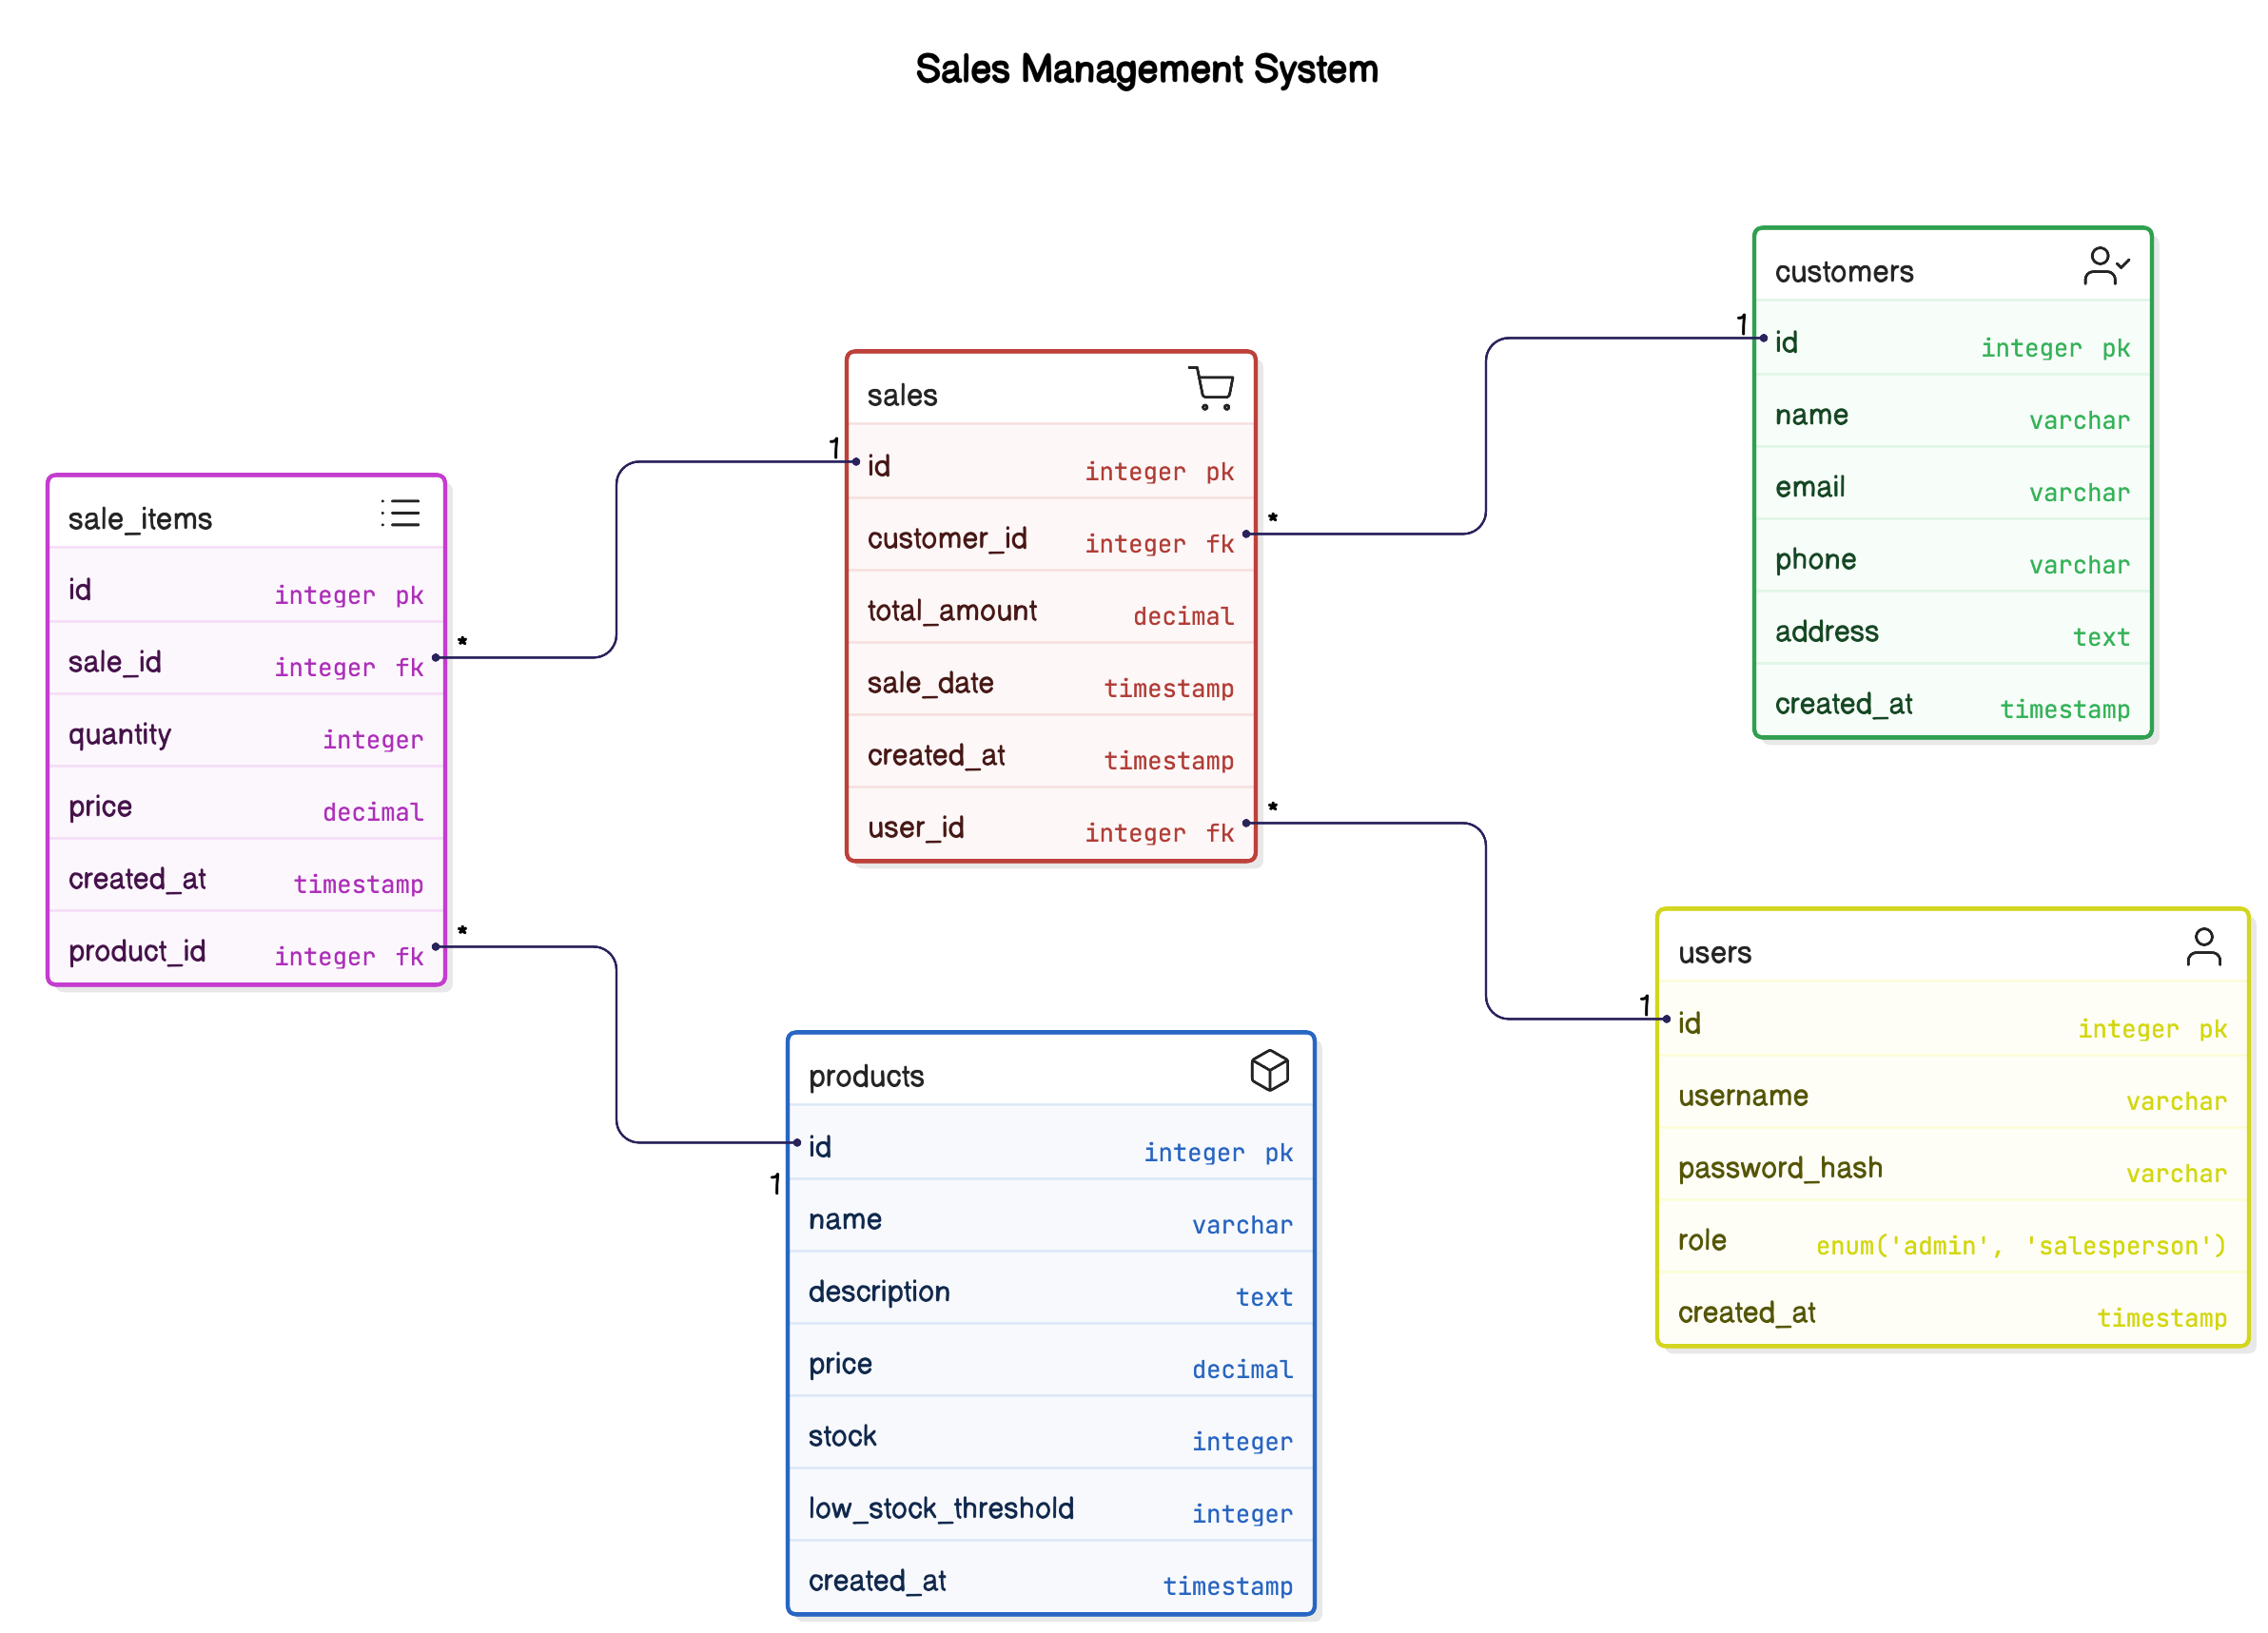 Sales Management System
sale_items
id integer pk
sale_id integer fk
*
quantity integer
price decimal
created_at timestamp
product_id integer fk
*
sales
1
id integer pk
customer_id integer fk
*
total_amount decimal
sale_date timestamp
created_at timestamp
user_id integer fk
*
customers
1
id integer pk
name varchar
email varchar
phone varchar
address text
created_at timestamp
products
id integer pk
1
name varchar
description text
price decimal
stock integer
low_stock_threshold integer
created_at timestamp
users
1
id integer pk
username varchar
password_hash varchar
role enum('admin', 'salesperson')
created_at timestamp